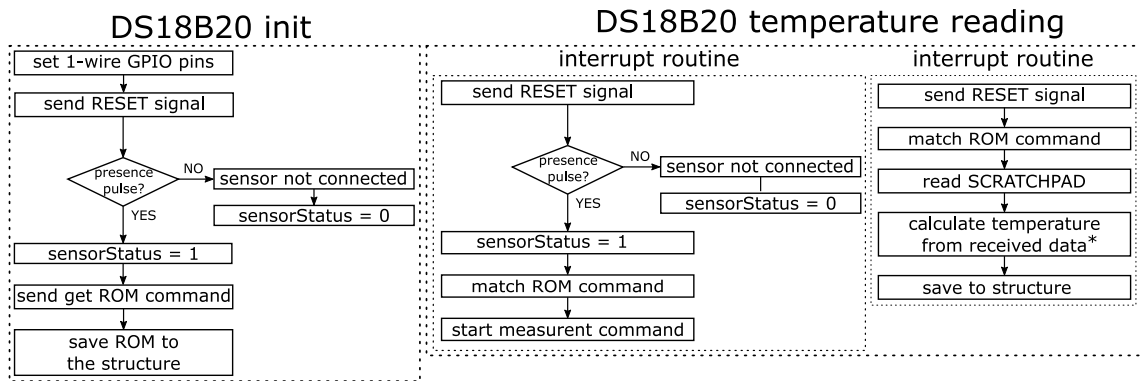 DS18B20 init
set 1-wire GPIO pins
send RESET signal
presence
pulse?
NO
sensor not connected
sensorStatus = 0
YES
sensorStatus = 1
send get ROM command
save ROM to
the structure
DS18B20 temperature reading
interrupt routine
send RESET signal
presence
pulse?
NO
sensor not connected
sensorStatus = 0
YES
sensorStatus = 1
match ROM command
start measurent command
interrupt routine
send RESET signal
match ROM command
read SCRATCHPAD
calculate temperature
from received data*
save to structure